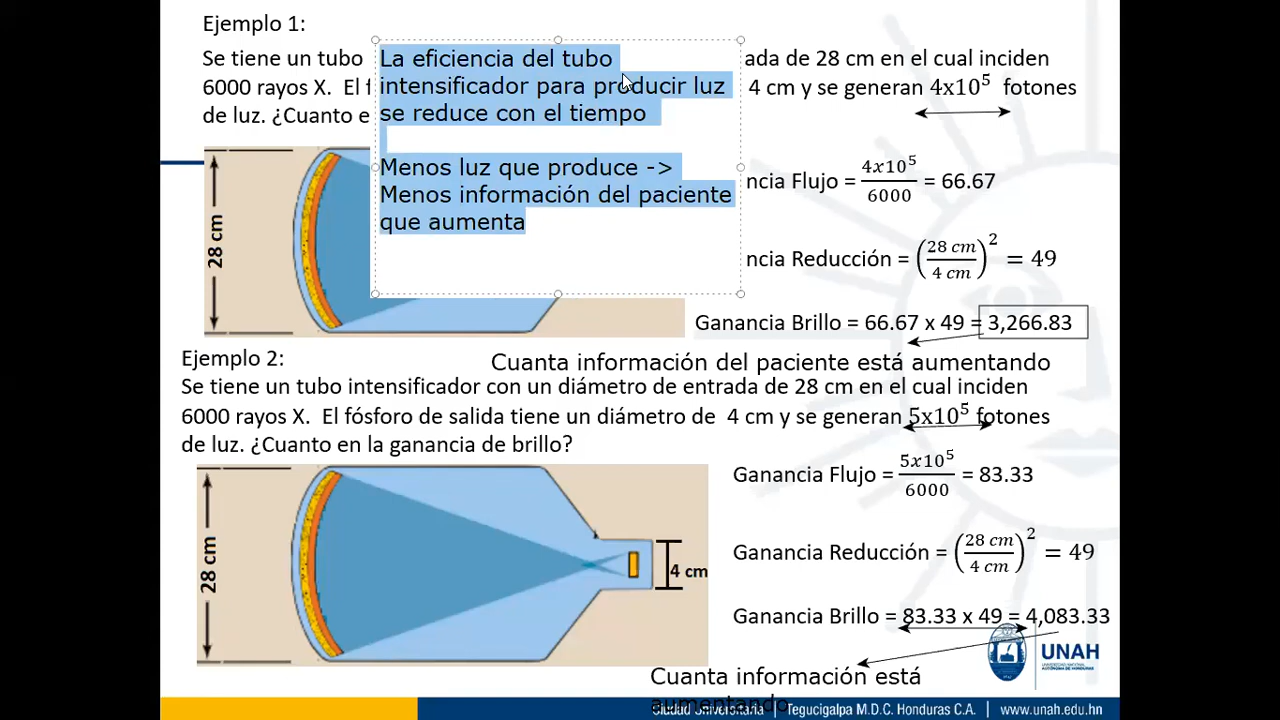 Ejemplo 1:
Se tiene un tubo
ada de 28 cm en el cual inciden
6000 rayos X. El f
4 cm y se generan 4x10⁵ fotones
de luz. ¿Cuanto e
La eficiencia del tubo
intensificador para producir luz
se reduce con el tiempo
Menos luz que produce ->
Menos información del paciente
que aumenta
28 cm
ncia Flujo = 4x10⁵/6000 = 66.67
ncia Reducción = (28 cm/4 cm)² = 49
Ganancia Brillo = 66.67 x 49 = 3,266.83
Cuanta información del paciente está aumentando
Ejemplo 2:
Se tiene un tubo intensificador con un diámetro de entrada de 28 cm en el cual inciden
6000 rayos X. El fósforo de salida tiene un diámetro de 4 cm y se generan 5x10⁵ fotones
de luz. ¿Cuanto en la ganancia de brillo?
28 cm
4 cm
Ganancia Flujo = 5x10⁵/6000 = 83.33
Ganancia Reducción = (28 cm/4 cm)² = 49
Ganancia Brillo = 83.33 x 49 = 4,083.33
Cuanta información está
aumentando
UNAH
UNIVERSIDAD NACIONAL
AUTÓNOMA DE HONDURAS
Ciudad Universitaria | Tegucigalpa M.D.C. Honduras C.A. | www.unah.edu.hn